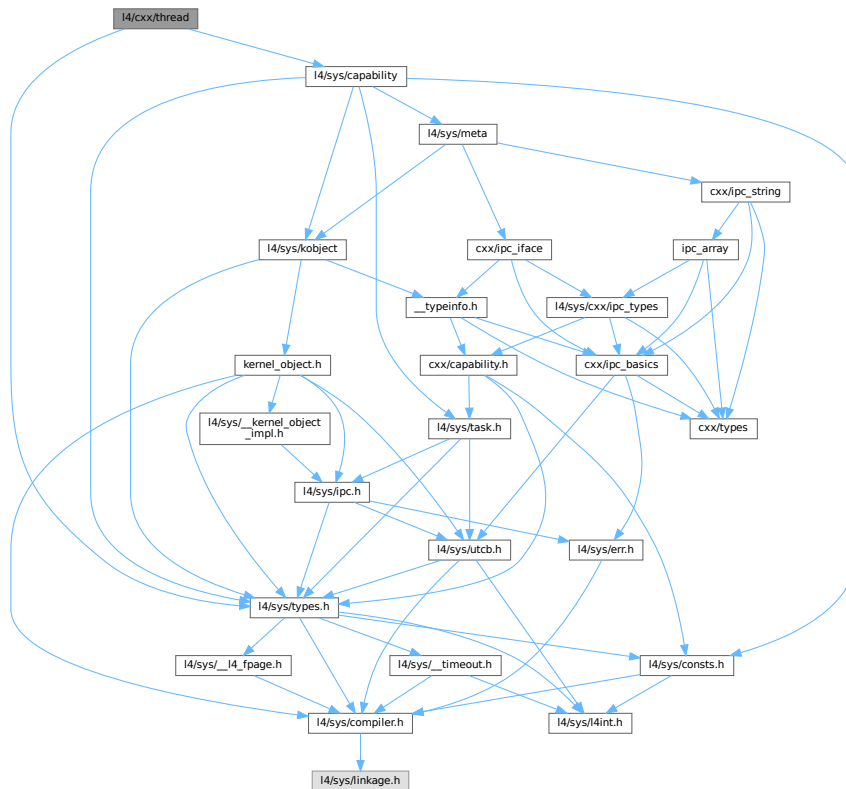 l4/cxx/thread
l4/sys/capability
l4/sys/meta
cxx/ipc_string
l4/sys/kobject
cxx/ipc_iface
ipc_array
__typeinfo.h
l4/sys/cxx/ipc_types
kernel_object.h
cxx/capability.h
cxx/ipc_basics
l4/sys/__kernel_object
_impl.h
l4/sys/task.h
cxx/types
l4/sys/ipc.h
l4/sys/utcb.h
l4/sys/err.h
l4/sys/types.h
l4/sys/__l4_fpage.h
l4/sys/__timeout.h
l4/sys/consts.h
l4/sys/compiler.h
l4/sys/l4int.h
l4/sys/linkage.h